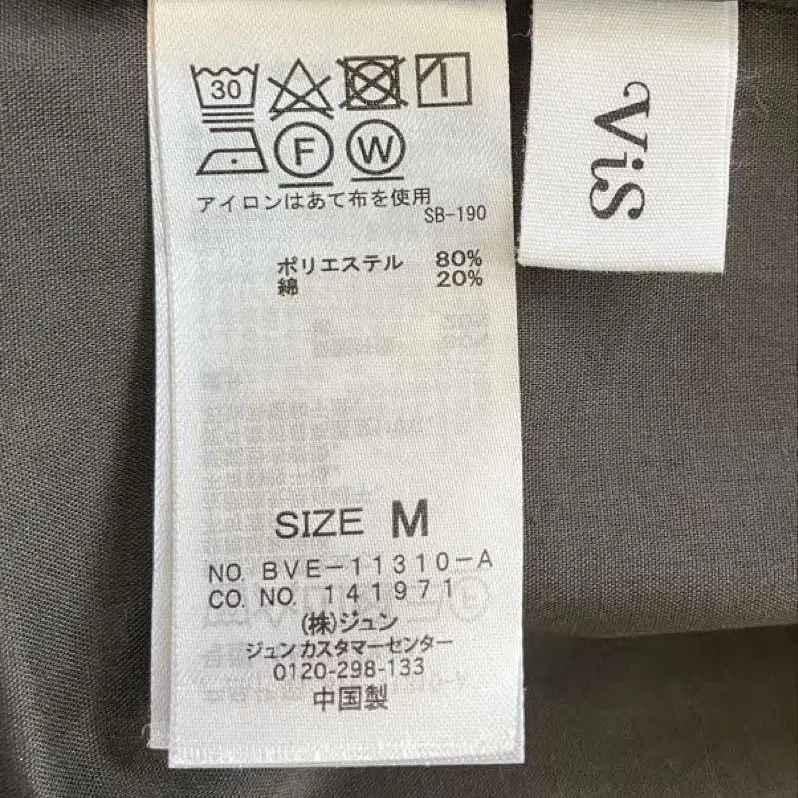 30
F W
アイロンはあて布を使用
SB-190
ポリエステル 80%
綿 20%
SIZE M
NO. BVE-11310-A
CO. NO. 141971
(株)ジュン
ジュンカスタマーセンター
0120-298-133
中国製
ViS